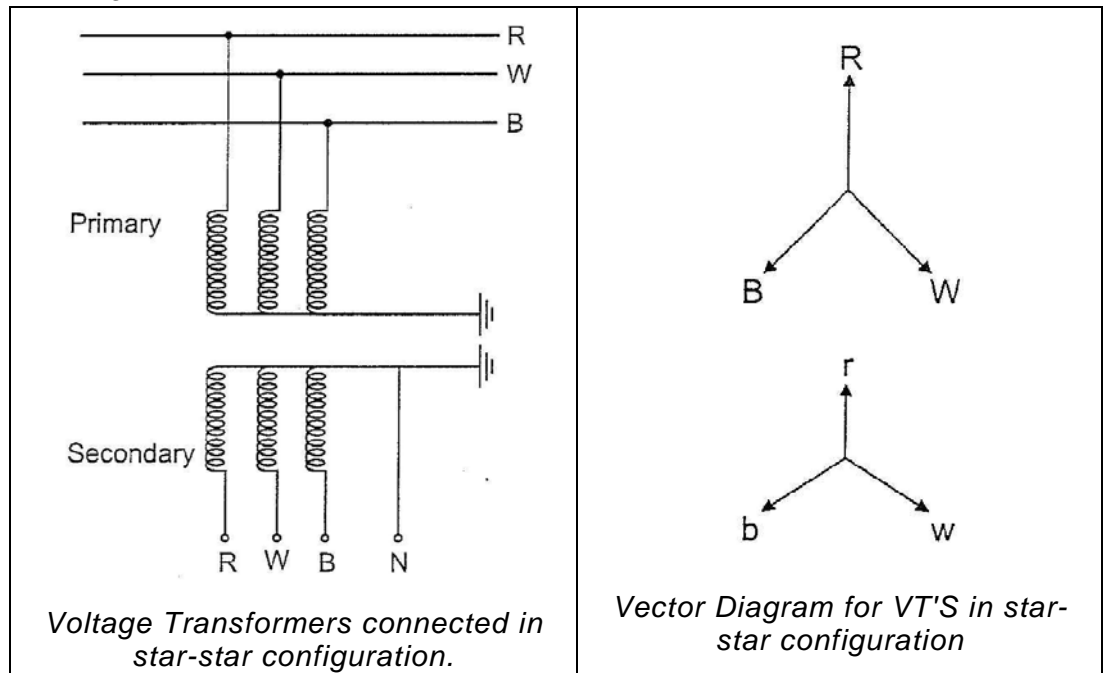 R
W
B
Primary
Secondary
R W B N
Voltage Transformers connected in
star-star configuration.
R
B W
r
b w
Vector Diagram for VT'S in star-
star configuration